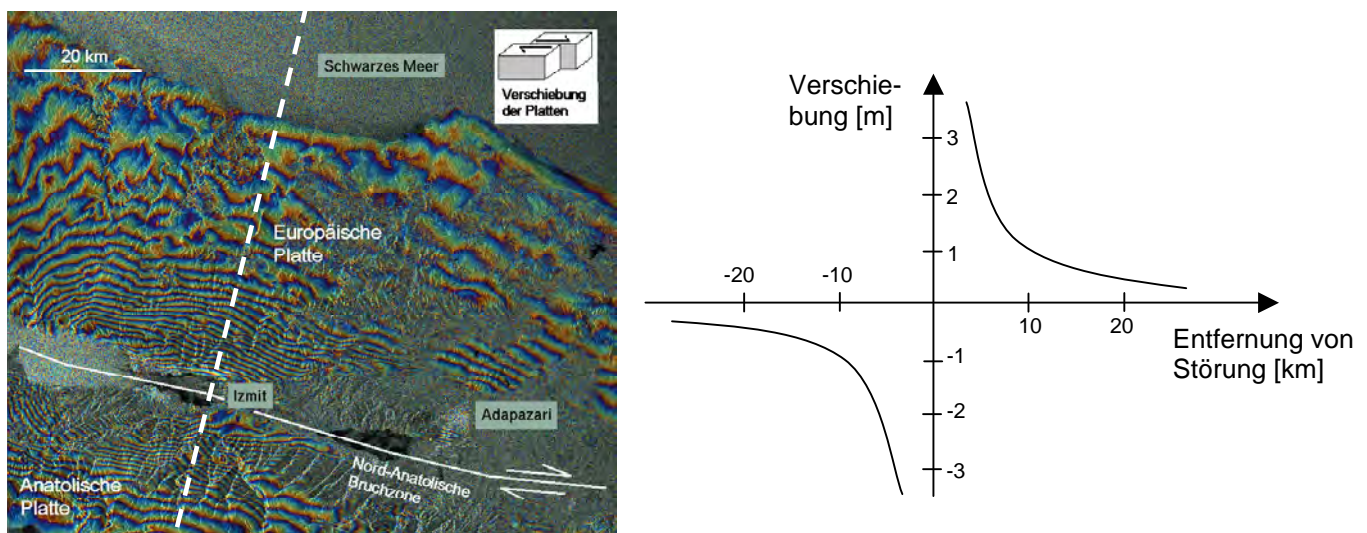 20 km
Schwarzes Meer
Verschiebung
der Platten
Europäische
Platte
Izmit
Adapazari
Nord-Anatolische
Bruchzone
Anatolische
Platte
Verschie-
bung [m]
3
2
1
-20
-10
10
20
-1
-2
-3
Entfernung von
Störung [km]